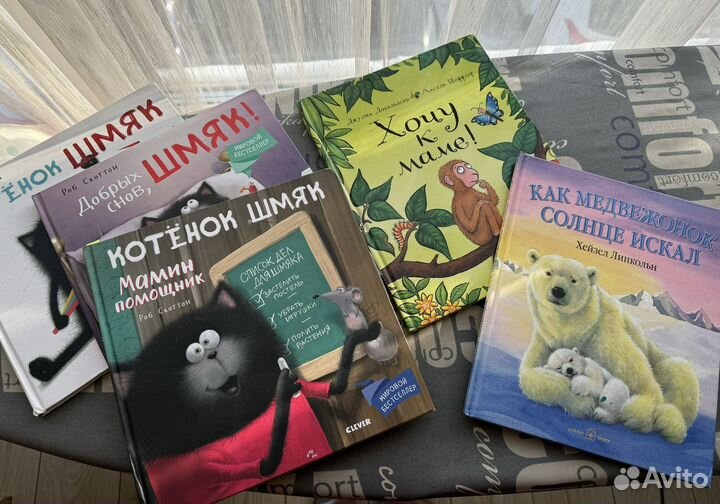 ЁНОК ШМЯК
Роб Скоттон
Добрых
снов,
ШМЯК!
МИРОВОЙ
БЕСТСЕЛЛЕР
КОТЁНОК ШМЯК
Мамин
помощник
Роб Скоттон
СПИСОК ДЕЛ
ДЛЯ ШМЯКА
ЗАСТЕЛИТЬ
ПОСТЕЛЬ
УБРАТЬ
ИГРУШКИ
ПОЛИТЬ
РАСТЕНИЯ
МИРОВОЙ
БЕСТСЕЛЛЕР
CLEVER
Джулия Дональдсон Аксель Шеффлер
Хочу
к
маме!
КАК МЕДВЕЖОНОК
СОЛНЦЕ ИСКАЛ
Хейзел Линкольн
comfort
comfort
Avito